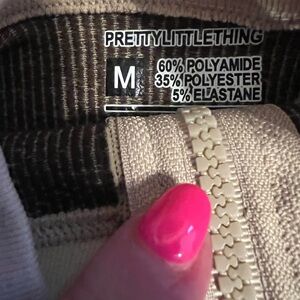 PRETTYLITTLETHING
M
60% POLYAMIDE
35% POLYESTER
5% ELASTANE